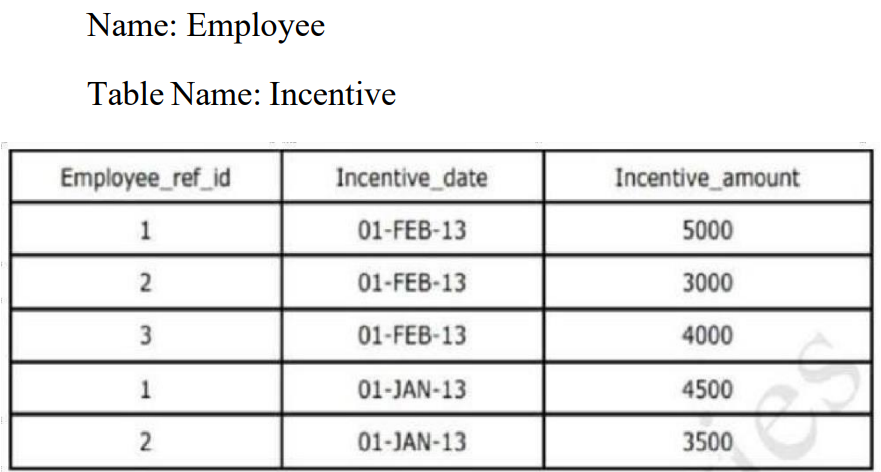 Name: Employee
Table Name: Incentive
Employee_ref_id Incentive_date Incentive_amount
1 01-FEB-13 5000
2 01-FEB-13 3000
3 01-FEB-13 4000
1 01-JAN-13 4500
2 01-JAN-13 3500